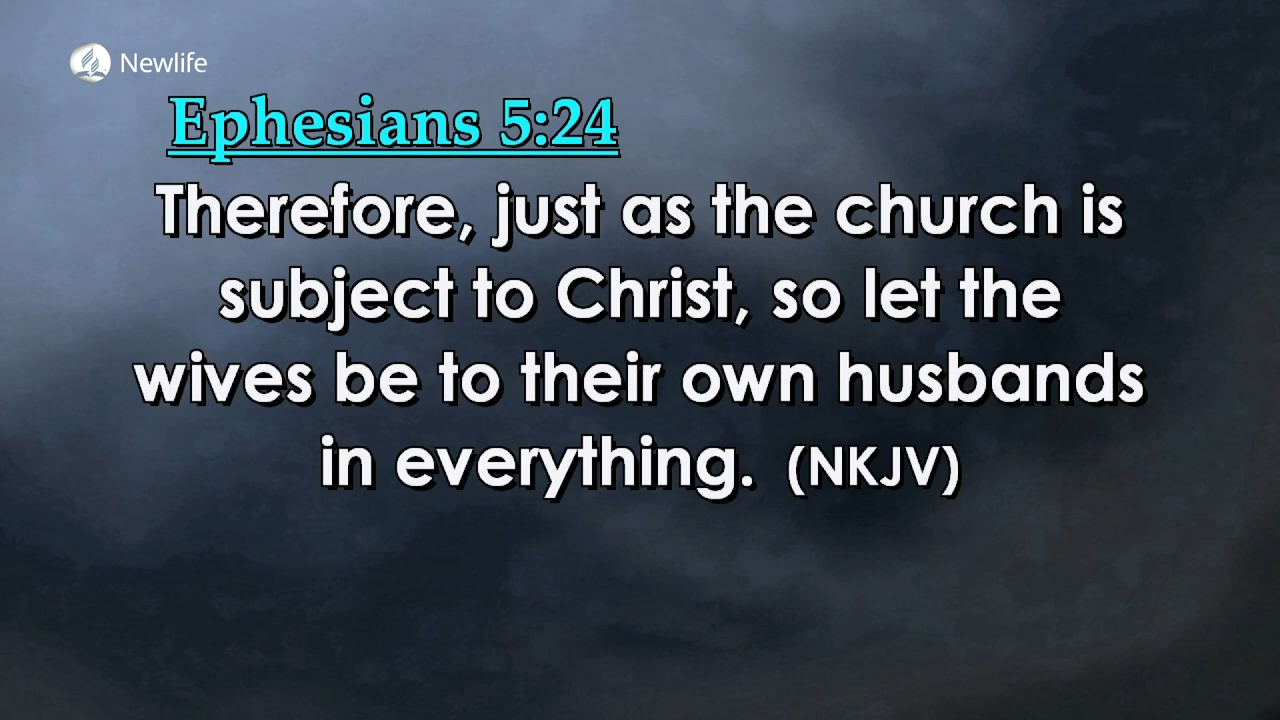 Newlife
Ephesians 5:24
Therefore, just as the church is
subject to Christ, so let the
wives be to their own husbands
in everything. (NKJV)